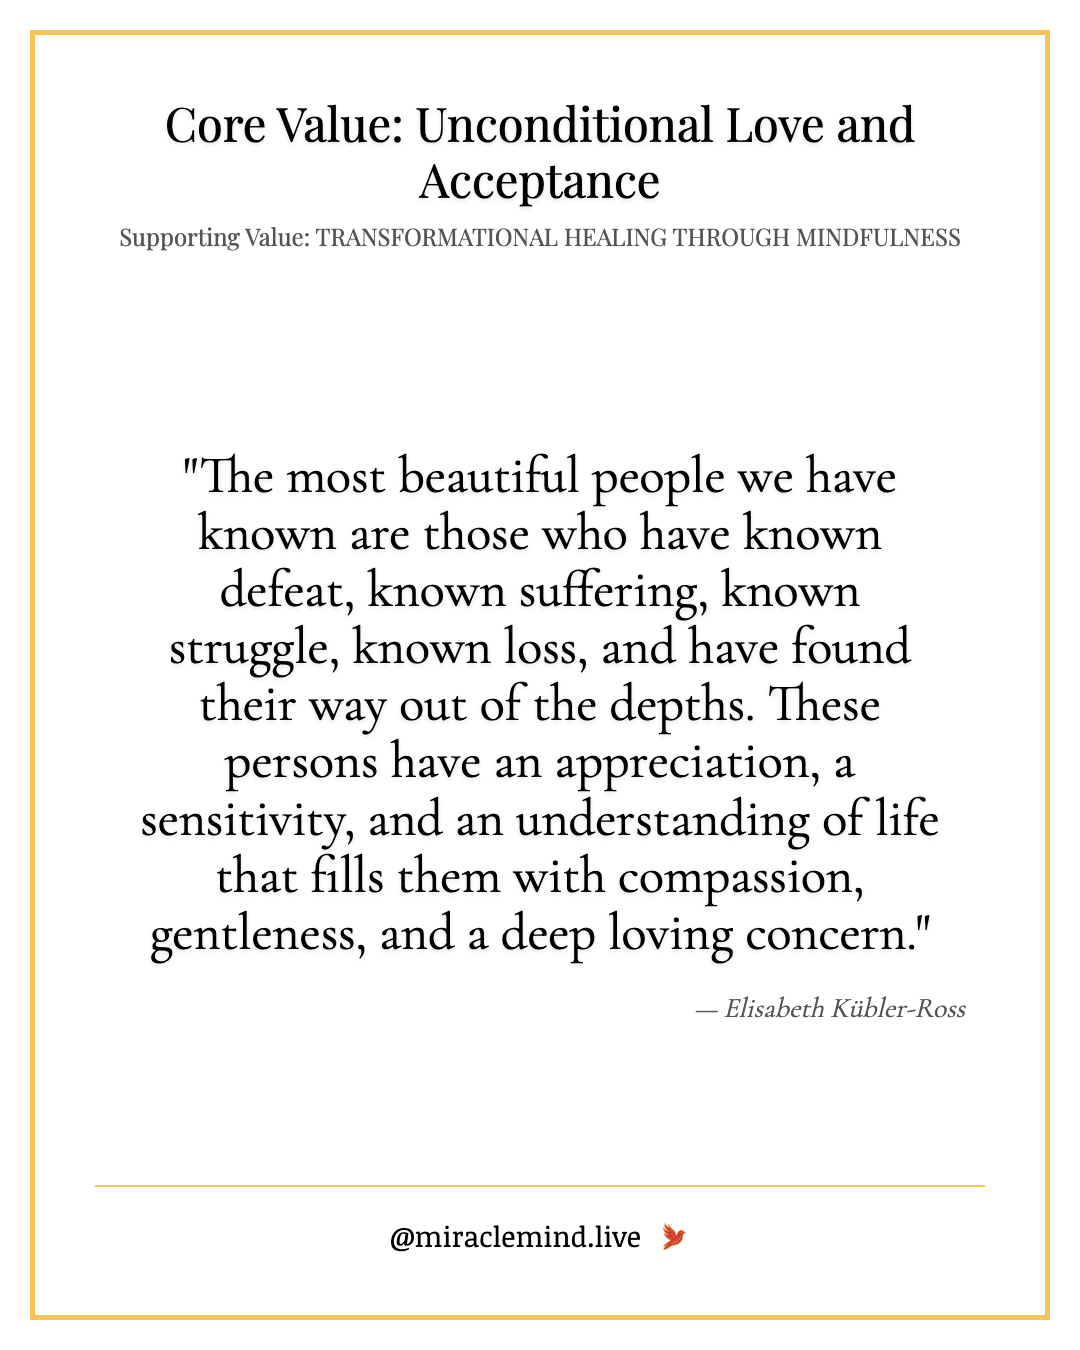 Core Value: Unconditional Love and
Acceptance
Supporting Value: TRANSFORMATIONAL HEALING THROUGH MINDFULNESS
"The most beautiful people we have
known are those who have known
defeat, known suffering, known
struggle, known loss, and have found
their way out of the depths. These
persons have an appreciation, a
sensitivity, and an understanding of life
that fills them with compassion,
gentleness, and a deep loving concern."
— Elisabeth Kübler-Ross
@miraclemind.live